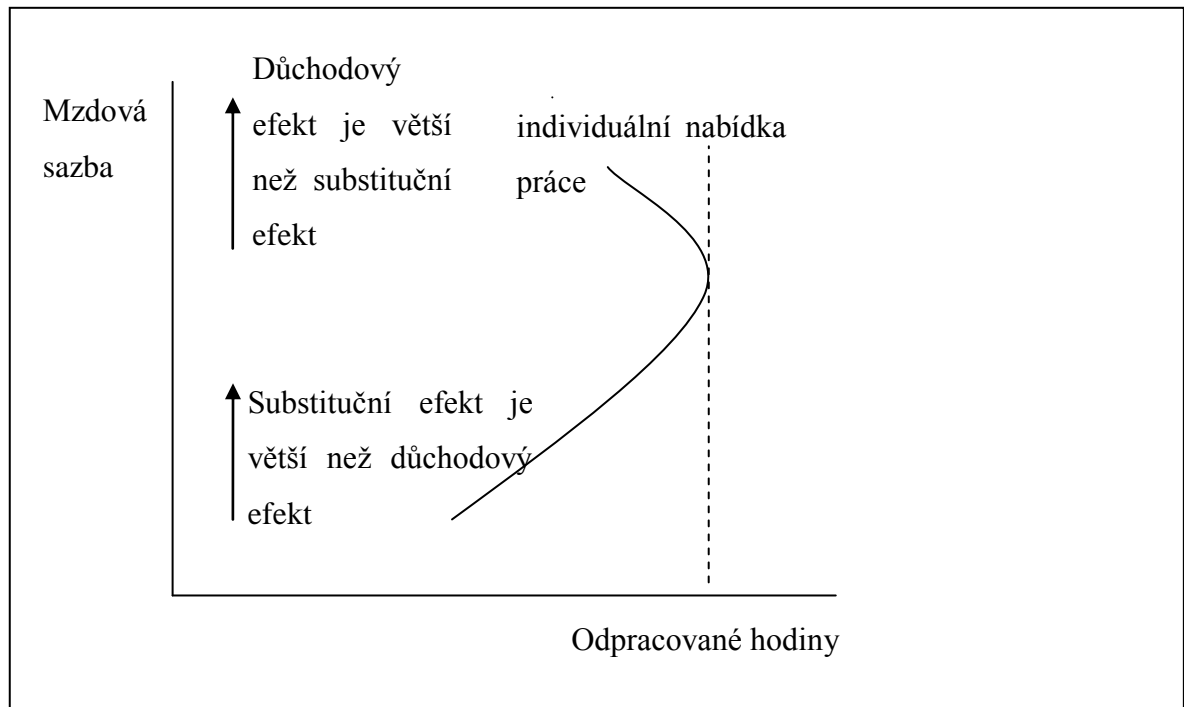 Mzdová
sazba
Důchodový
efekt je větší
než substituční
efekt
individuální nabídka
práce
Substituční efekt je
větší než důchodový
efekt
Odpracované hodiny